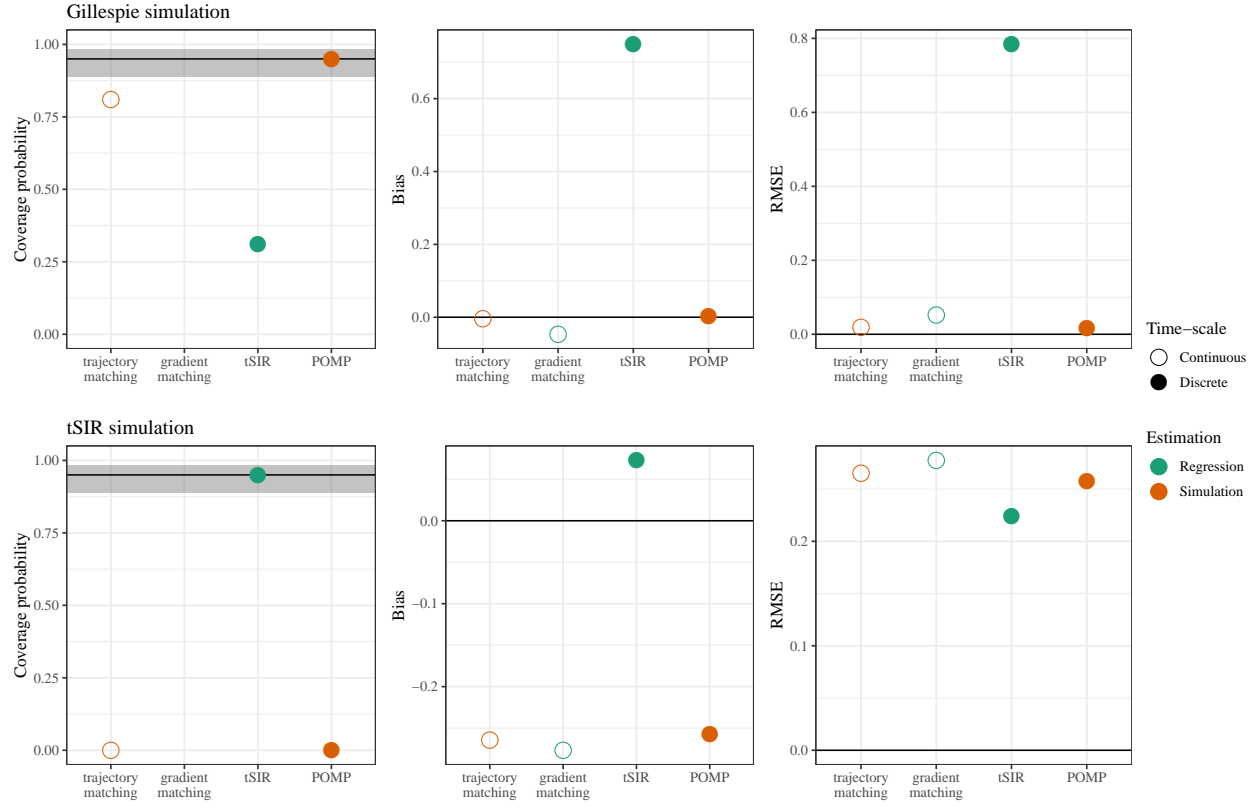 Gillespie simulation
Coverage probability
1.00
0.75
0.50
0.25
0.00
trajectory
matching
gradient
matching
tSIR
POMP
Bias
0.6
0.4
0.2
0.0
trajectory
matching
gradient
matching
tSIR
POMP
RMSE
0.8
0.6
0.4
0.2
0.0
trajectory
matching
gradient
matching
tSIR
POMP
Time−scale
Continuous
Discrete
Estimation
Regression
Simulation
tSIR simulation
Coverage probability
1.00
0.75
0.50
0.25
0.00
trajectory
matching
gradient
matching
tSIR
POMP
Bias
0.0
−0.1
−0.2
trajectory
matching
gradient
matching
tSIR
POMP
RMSE
0.2
0.1
0.0
trajectory
matching
gradient
matching
tSIR
POMP